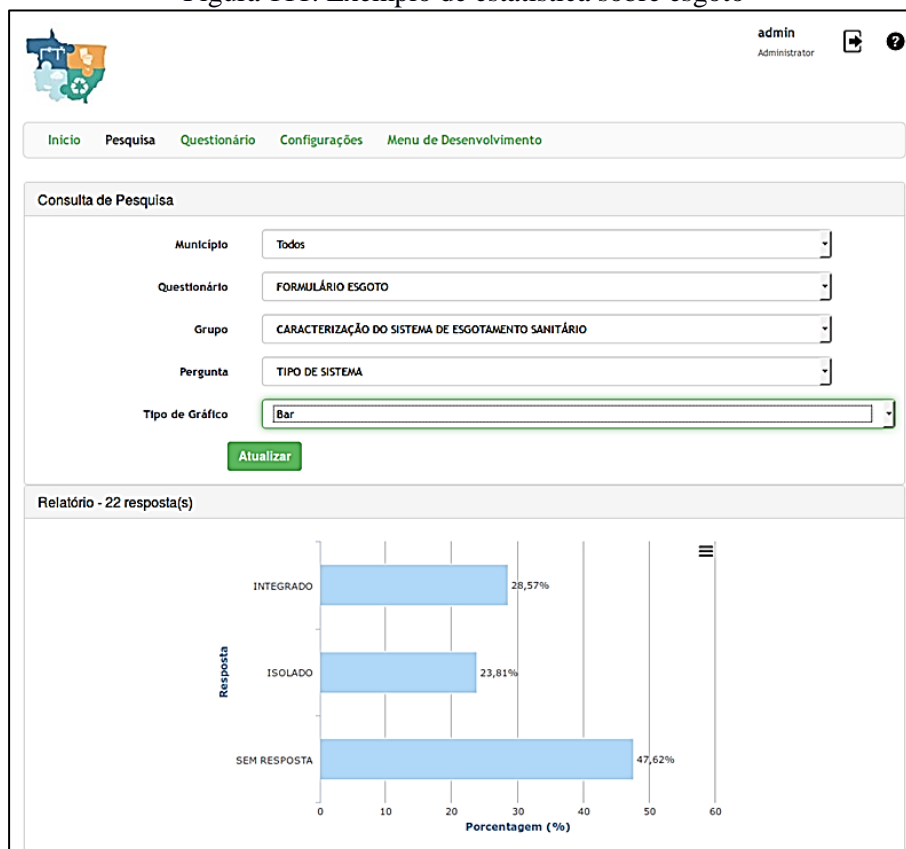 Figura 111: Exemplo de estatística sobre esgoto
admin
Administrator
Inicio Pesquisa Questionário Configurações Menu de Desenvolvimento
Consulta de Pesquisa
Município Todos
Questionário FORMULÁRIO ESGOTO
Grupo CARACTERIZAÇÃO DO SISTEMA DE ESGOTAMENTO SANITÁRIO
Pergunta TIPO DE SISTEMA
Tipo de Gráfico Bar
Atualizar
Relatório - 22 resposta(s)
INTEGRADO 28,57%
ISOLADO 23,81%
SEM RESPOSTA 47,62%
Resposta
0 10 20 30 40 50 60
Porcentagem (%)